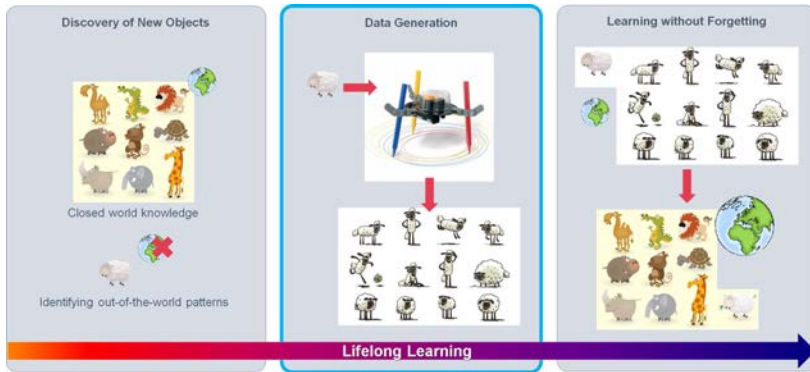 Discovery of New Objects
Closed world knowledge
Identifying out-of-the-world patterns
Data Generation
Learning without Forgetting
Lifelong Learning